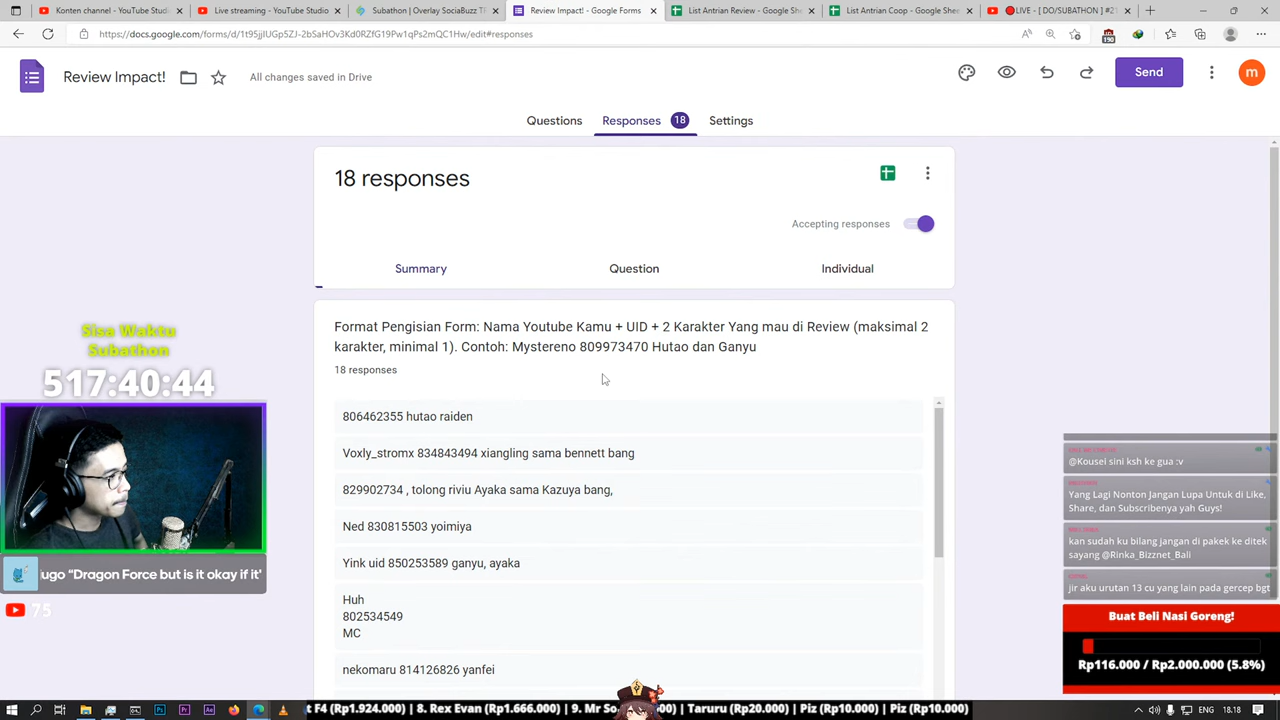 Konten channel - YouTube Studi
Live streaming - YouTube Studio
Subathon | Overlay SociaBuzz T
Review Impact! - Google Forms
List Antrian Review - Google She
List Antrian Coop - Google Shee
LIVE - [ DO/SUBATHON ] #2
https://docs.google.com/forms/d/1t95jjIUGp5ZJ-2bSaHOv3Kd0RZfG19Pw1qPs2mQC1Hw/edit#responses
190
Review Impact!
All changes saved in Drive
Send
m
Questions
Responses 18
Settings
18 responses
Accepting responses
Summary
Question
Individual
Format Pengisian Form: Nama Youtube Kamu + UID + 2 Karakter Yang mau di Review (maksimal 2
karakter, minimal 1). Contoh: Mystereno 809973470 Hutao dan Ganyu
18 responses
806462355 hutao raiden
Voxly_stromx 834843494 xiangling sama bennett bang
829902734 , tolong riviu Ayaka sama Kazuya bang,
Ned 830815503 yoimiya
Yink uid 850253589 ganyu, ayaka
Huh
802534549
MC
nekomaru 814126826 yanfei
Sisa Waktu
Subathon
517:40:44
ugo “Dragon Force but is it okay if it'
75
@Kousei sini ksh ke gua :v
Yang Lagi Nonton Jangan Lupa Untuk di Like,
Share, dan Subscribenya yah Guys!
kan sudah ku bilang jangan di pakek ke ditek
sayang @Rinka_Bizznet_Bali
jir aku urutan 13 cu yang lain pada gercep bgt
Buat Beli Nasi Goreng!
Rp116.000 / Rp2.000.000 (5.8%)
t F4 (Rp1.924.000) | 8. Rex Evan (Rp1.666.000) | 9. Mr So
000) | Taruru (Rp20.000) | Piz (Rp10.000) | Piz (Rp10.000)
ENG
18.18